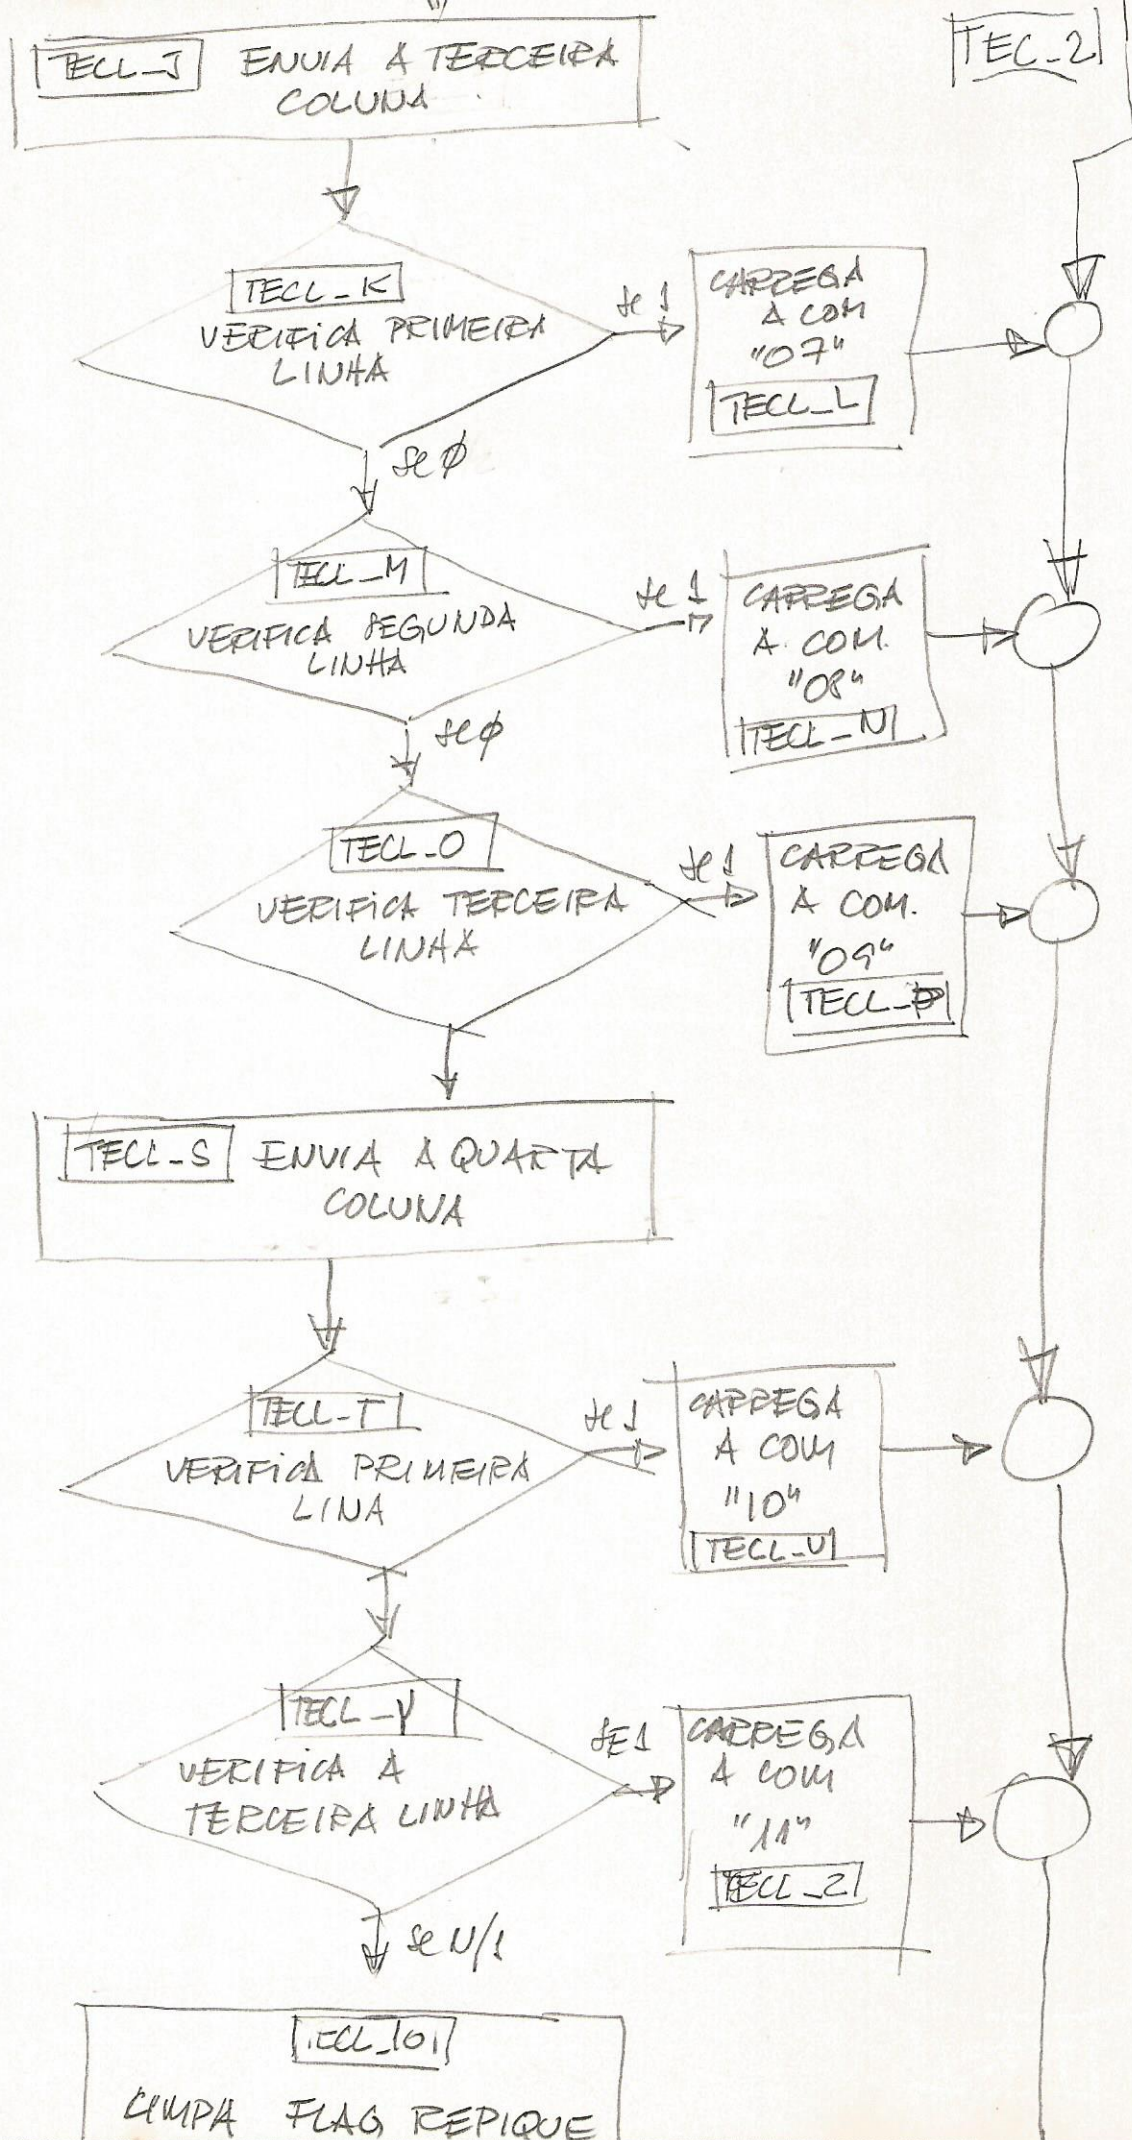 TECL_J ENVIA A TERCEIRA
COLUNA
TEC_2
TECL_K
VERIFICA PRIMEIRA
LINHA
se 1
CARREGA
A COM
"07"
TECL_L
se Ø
TECL_M
VERIFICA SEGUNDA
LINHA
se 1
CARREGA
A. COM.
"08"
TECL_N
se Ø
TECL_O
VERIFICA TERCEIRA
LINHA
se 1
CARREGA
A COM.
"09"
TECL_P
TECL_S ENVIA A QUARTA
COLUNA
TECL_T
VERIFICA PRIMEIRA
LINA
se 1
CARREGA
A COM
"10"
TECL_U
TECL_Y
VERIFICA A
TERCEIRA LINHA
SE 1
CARREGA
A COM
"11"
TECL_Z
se N/1
TECL_101
LIMPA FLAG REPIQUE